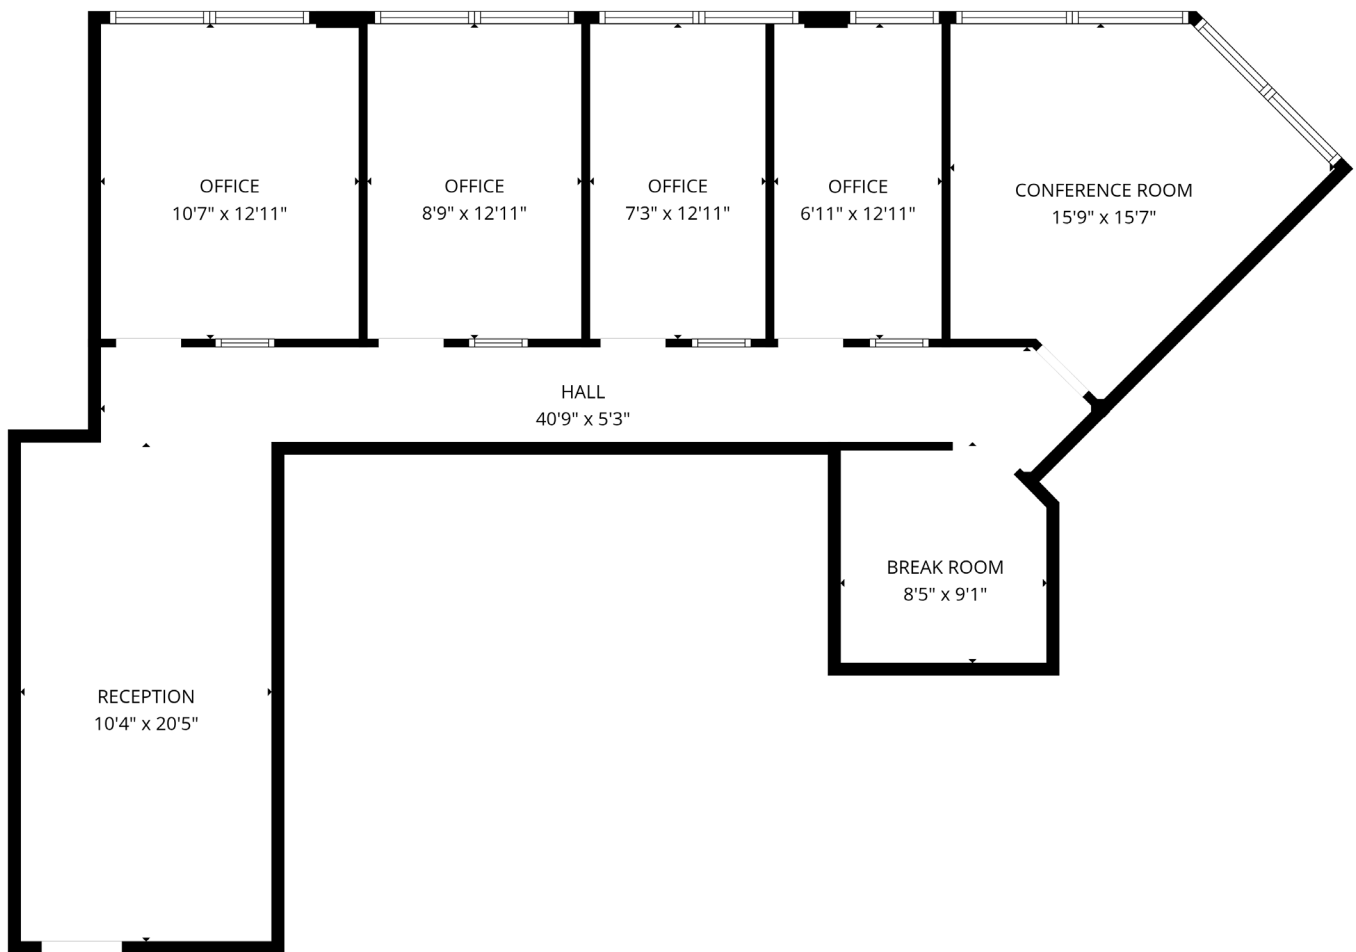 OFFICE
10'7" x 12'11"
OFFICE
8'9" x 12'11"
OFFICE
7'3" x 12'11"
OFFICE
6'11" x 12'11"
CONFERENCE ROOM
15'9" x 15'7"
HALL
40'9" x 5'3"
BREAK ROOM
8'5" x 9'1"
RECEPTION
10'4" x 20'5"